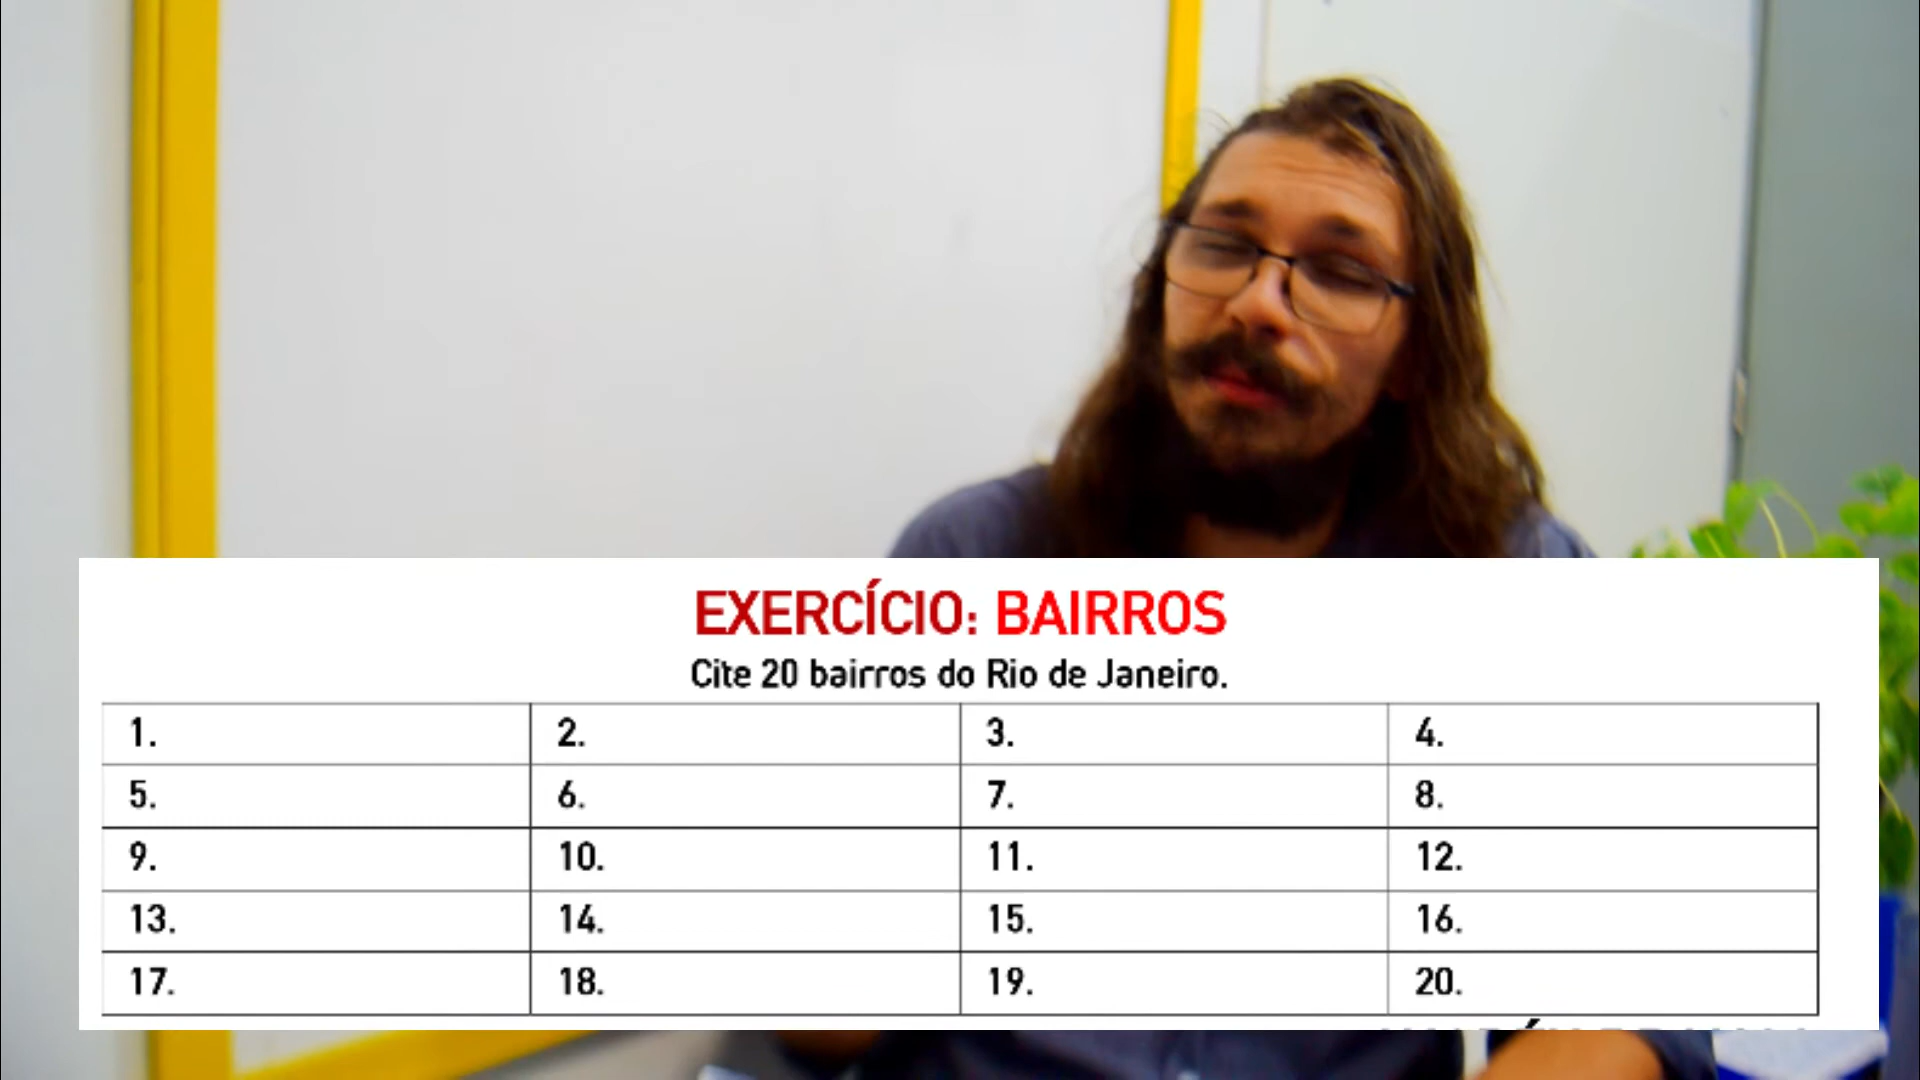 EXERCÍCIO: BAIRROS
Cite 20 bairros do Rio de Janeiro.
1. 2. 3. 4.
5. 6. 7. 8.
9. 10. 11. 12.
13. 14. 15. 16.
17. 18. 19. 20.